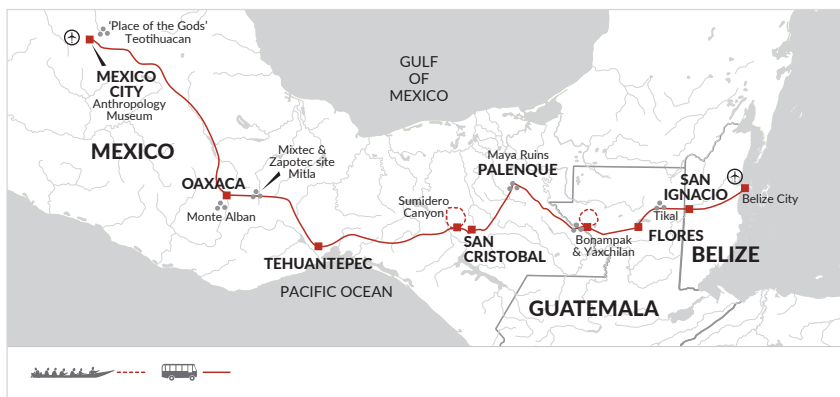 'Place of the Gods'
Teotihuacan
MEXICO
CITY
Anthropology
Museum
MEXICO
GULF
OF
MEXICO
Mixtec &
Zapotec site
Mitla
OAXACA
Monte Alban
TEHUANTEPEC
PACIFIC OCEAN
Sumidero
Canyon
SAN
CRISTOBAL
Maya Ruins
PALENQUE
Bonampak
& Yaxchilan
FLORES
Tikal
SAN
IGNACIO
Belize City
BELIZE
GUATEMALA